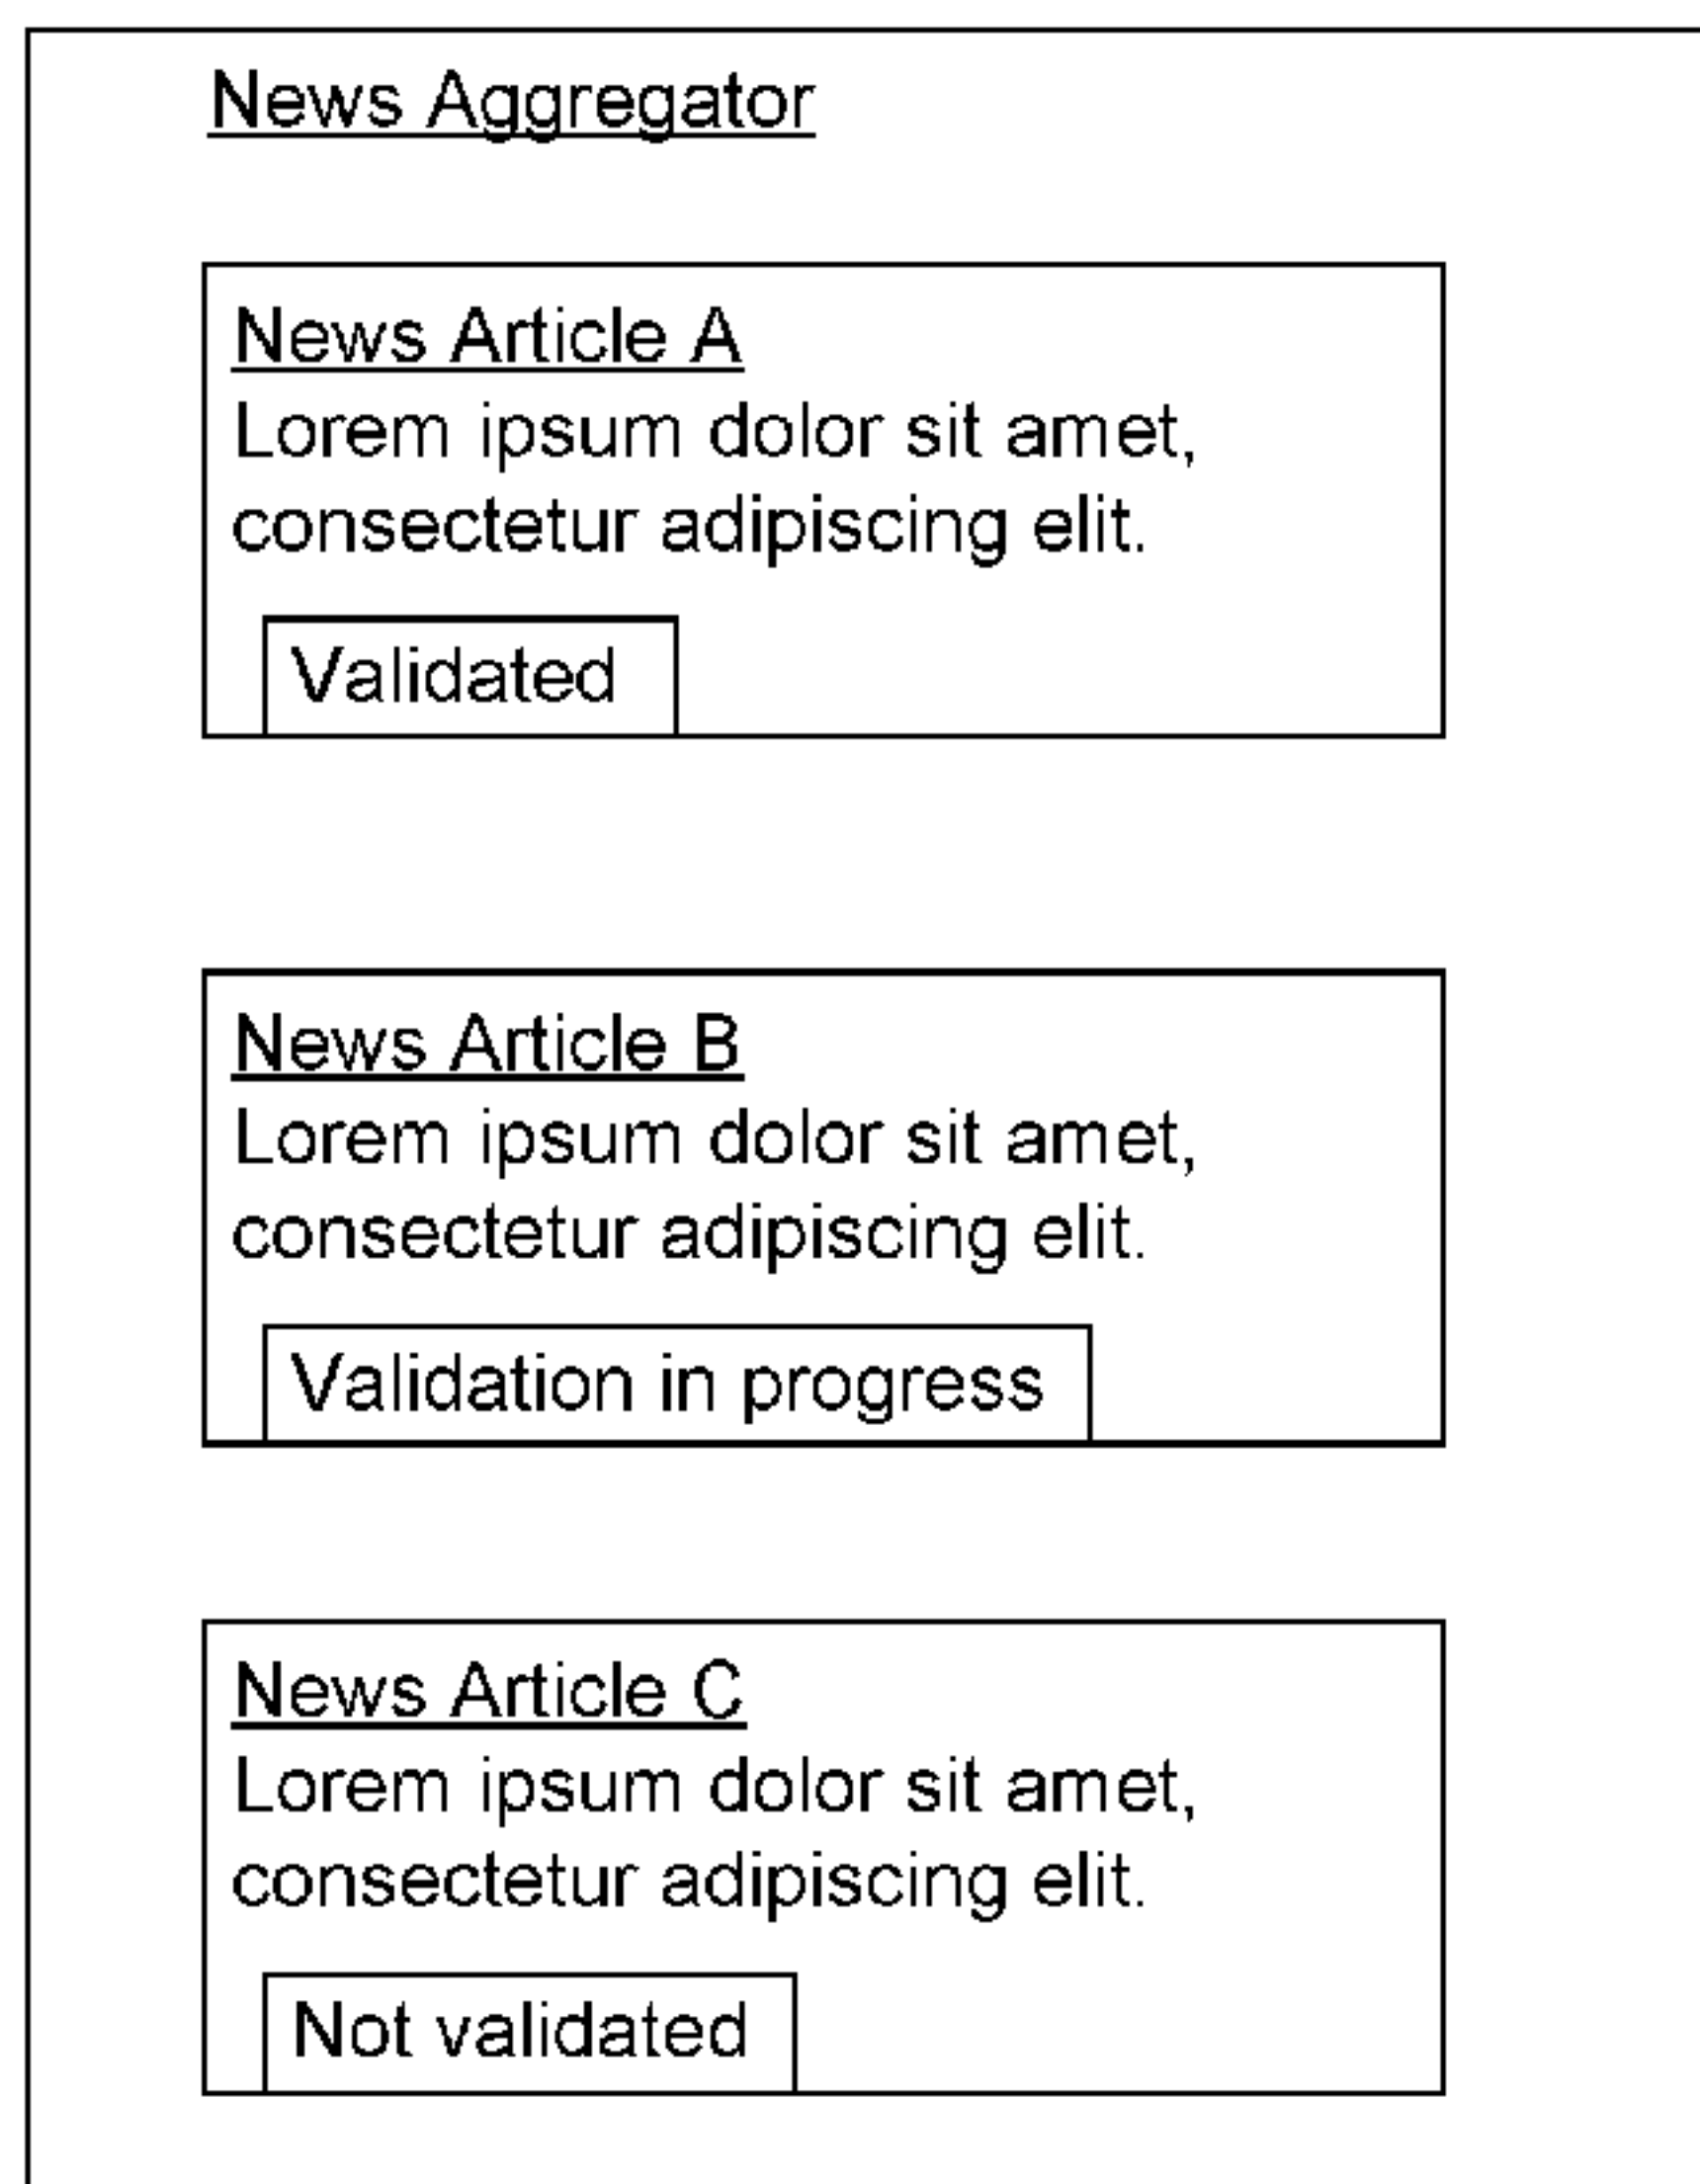 News Aggregator
News Article A
Lorem ipsum dolor sit amet,
consectetur adipiscing elit.
Validated
News Article B
Lorem ipsum dolor sit amet,
consectetur adipiscing elit.
Validation in progress
News Article C
Lorem ipsum dolor sit amet,
consectetur adipiscing elit.
Not validated